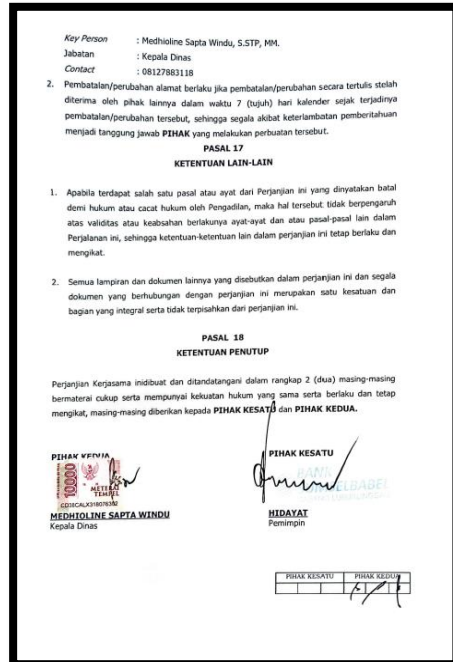 Key Person : Medhioline Sapta Windu, S.STP, MM.
Jabatan : Kepala Dinas
Contact : 08127883118
2. Pembatalan/perubahan alamat berlaku jika pembatalan/perubahan secara tertulis stelah
diterima oleh pihak lainnya dalam waktu 7 (tujuh) hari kalender sejak terjadinya
pembatalan/perubahan tersebut, sehingga segala akibat keterlambatan pemberitahuan
menjadi tanggung jawab PIHAK yang melakukan perbuatan tersebut.
PASAL 17
KETENTUAN LAIN-LAIN
1. Apabila terdapat salah satu pasal atau ayat dari Perjanjian ini yang dinyatakan batal
demi hukum atau cacat hukum oleh Pengadilan, maka hal tersebut tidak berpengaruh
atas validitas atau keabsahan berlakunya ayat-ayat dan atau pasal-pasal lain dalam
Perjalanan ini, sehingga ketentuan-ketentuan lain dalam perjanjian ini tetap berlaku dan
mengikat.
2. Semua lampiran dan dokumen lainnya yang disebutkan dalam perjanjian ini dan segala
dokumen yang berhubungan dengan perjanjian ini merupakan satu kesatuan dan
bagian yang integral serta tidak terpisahkan dari perjanjian ini.
PASAL 18
KETENTUAN PENUTUP
Perjanjian Kerjasama inidibuat dan ditandatangani dalam rangkap 2 (dua) masing-masing
bermaterai cukup serta mempunyai kekuatan hukum yang sama serta berlaku dan tetap
mengikat, masing-masing diberikan kepada PIHAK KESATU dan PIHAK KEDUA.
PIHAK KEDUA
10000
METERAI
TEMPEL
MEDHIOLINE SAPTA WINDU
Kepala Dinas
PIHAK KESATU
BANK
SUMSELBABEL
HIDAYAT
Pemimpin
PIHAK KESATU PIHAK KEDUA